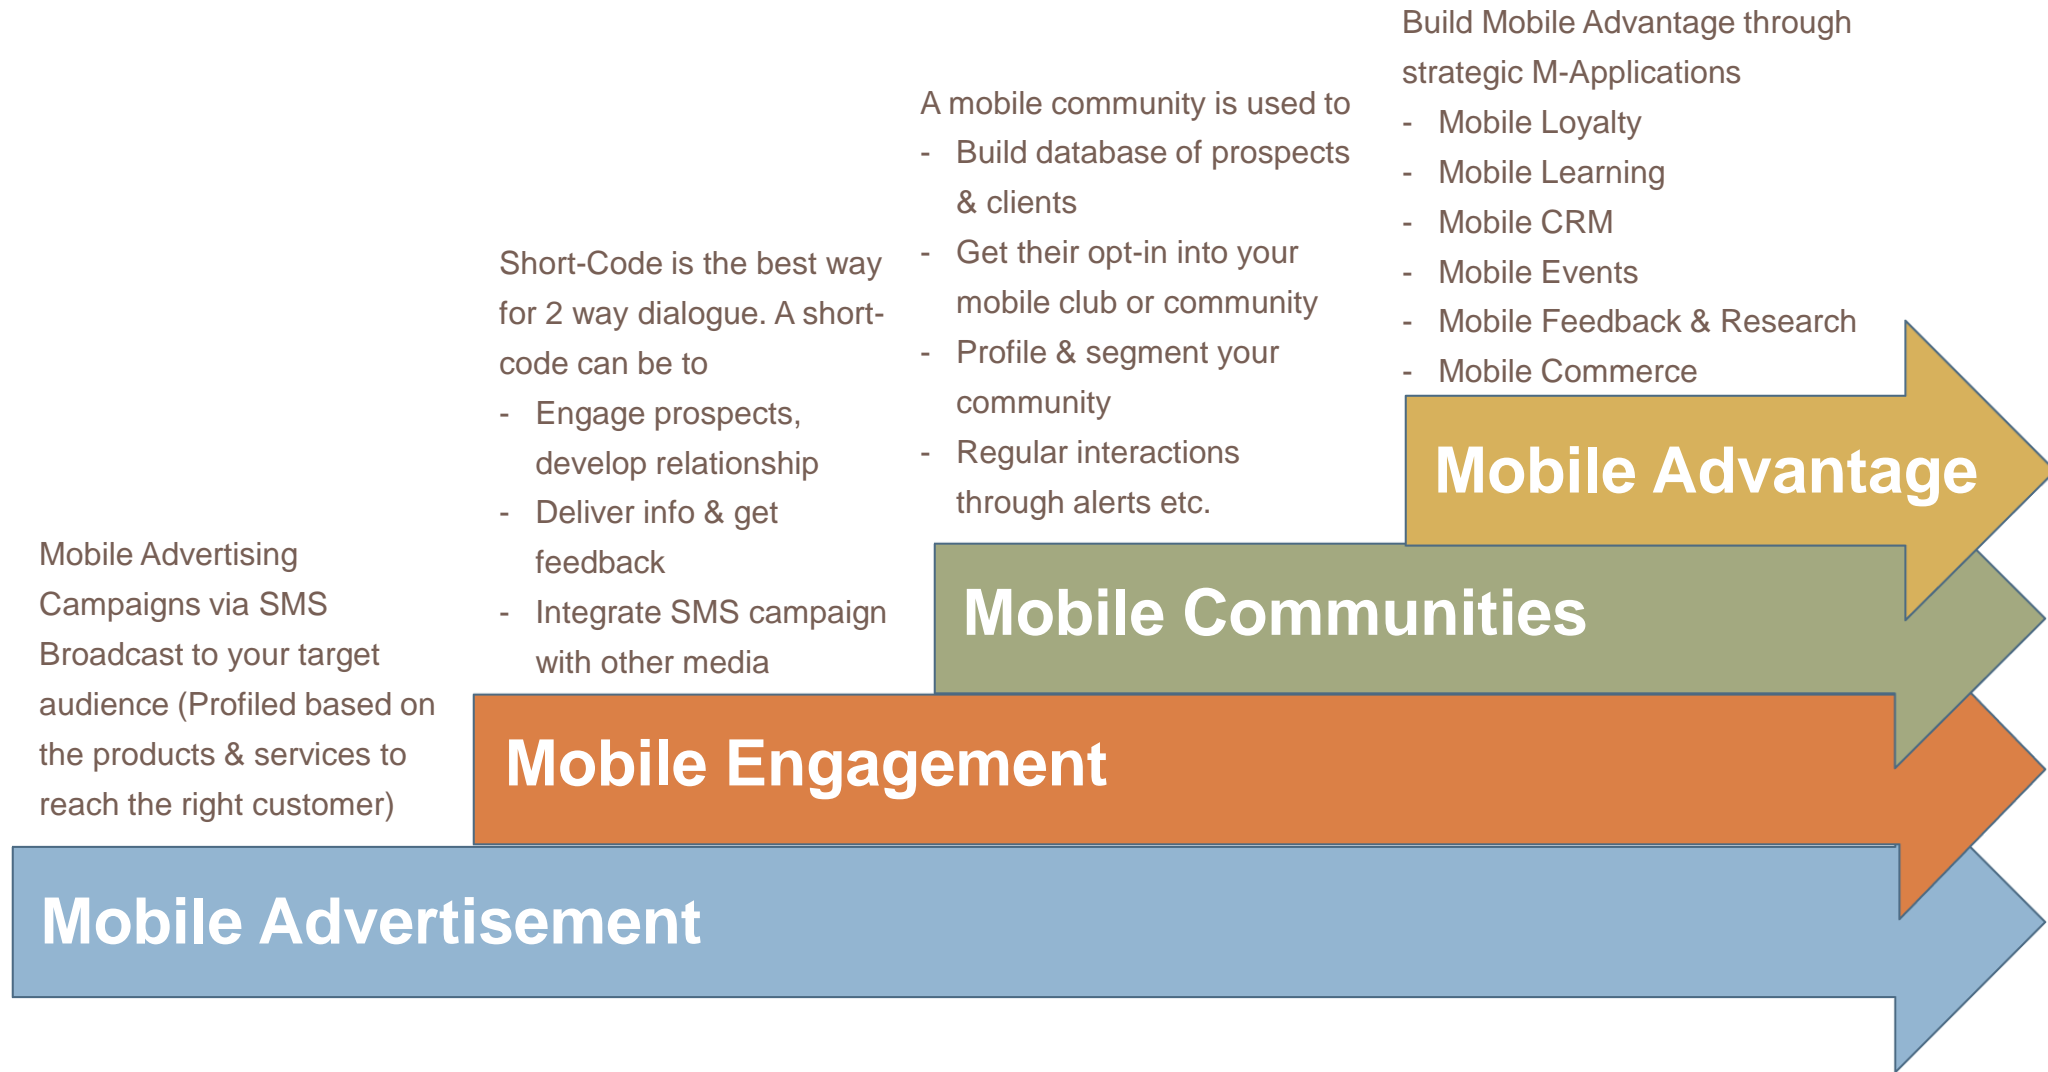 Mobile Advertising
Campaigns via SMS
Broadcast to your target
audience (Profiled based on
the products & services to
reach the right customer)
Mobile Advertisement
Short-Code is the best way
for 2 way dialogue. A short-
code can be to
- Engage prospects,
develop relationship
- Deliver info & get
feedback
- Integrate SMS campaign
with other media
Mobile Engagement
A mobile community is used to
- Build database of prospects
& clients
- Get their opt-in into your
mobile club or community
- Profile & segment your
community
- Regular interactions
through alerts etc.
Mobile Communities
Build Mobile Advantage through
strategic M-Applications
- Mobile Loyalty
- Mobile Learning
- Mobile CRM
- Mobile Events
- Mobile Feedback & Research
- Mobile Commerce
Mobile Advantage